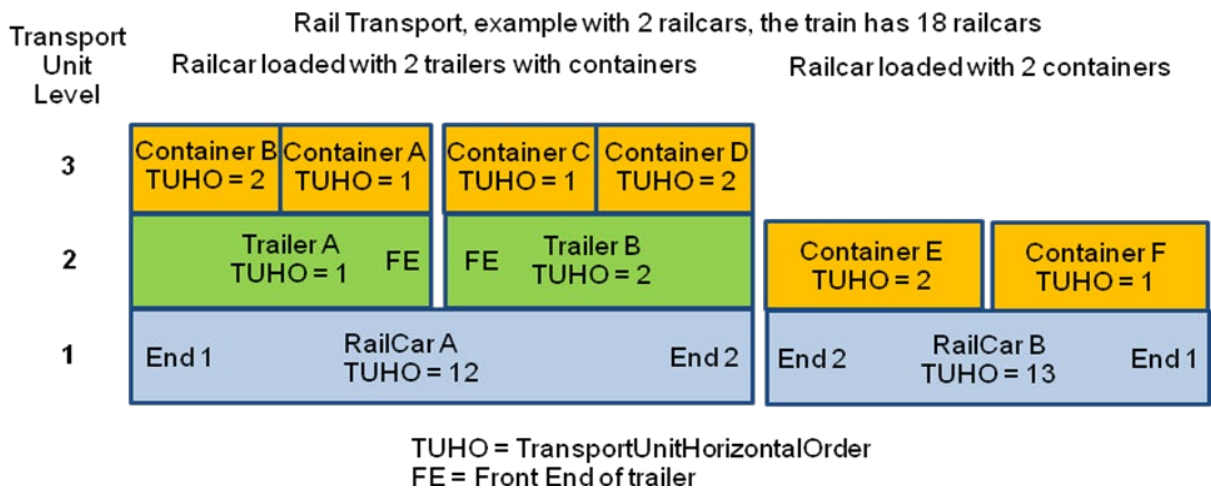 Rail Transport, example with 2 railcars, the train has 18 railcars
Transport
Unit
Level
Railcar loaded with 2 trailers with containers
Railcar loaded with 2 containers
3
Container B
TUHO = 2
Container A
TUHO = 1
Container C
TUHO = 1
Container D
TUHO = 2
2
Trailer A
TUHO = 1
FE
FE
Trailer B
TUHO = 2
Container E
TUHO = 2
Container F
TUHO = 1
1
End 1
RailCar A
TUHO = 12
End 2
End 2
RailCar B
TUHO = 13
End 1
TUHO = TransportUnitHorizontalOrder
FE = Front End of trailer